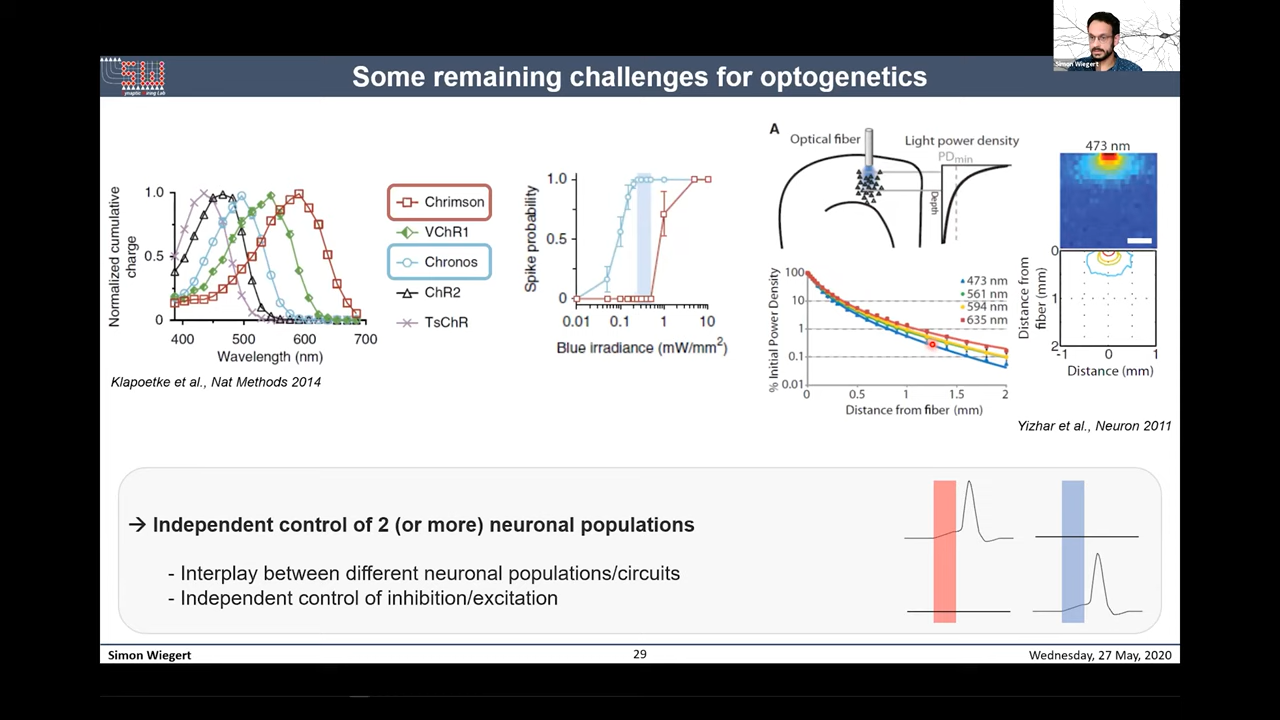 Simon Wiegert
Synaptic Wiring Lab
Some remaining challenges for optogenetics
Normalized cumulative charge
1.0
0.5
0
400 500 600 700
Wavelength (nm)
Chrimson
VChR1
Chronos
ChR2
TsChR
Klapoetke et al., Nat Methods 2014
Spike probability
1.0
0.5
0
0.01 0.1 1 10
Blue irradiance (mW/mm²)
A
Optical fiber
Light power density
PDmin
Depth
% Initial Power Density
100
10
1
0.1
0.01
473 nm
561 nm
594 nm
635 nm
0 0.5 1 1.5 2
Distance from fiber (mm)
473 nm
Distance from fiber (mm)
0
1
2
-1 0 1
Distance (mm)
Yizhar et al., Neuron 2011
→ Independent control of 2 (or more) neuronal populations
- Interplay between different neuronal populations/circuits
- Independent control of inhibition/excitation
Simon Wiegert
29
Wednesday, 27 May, 2020